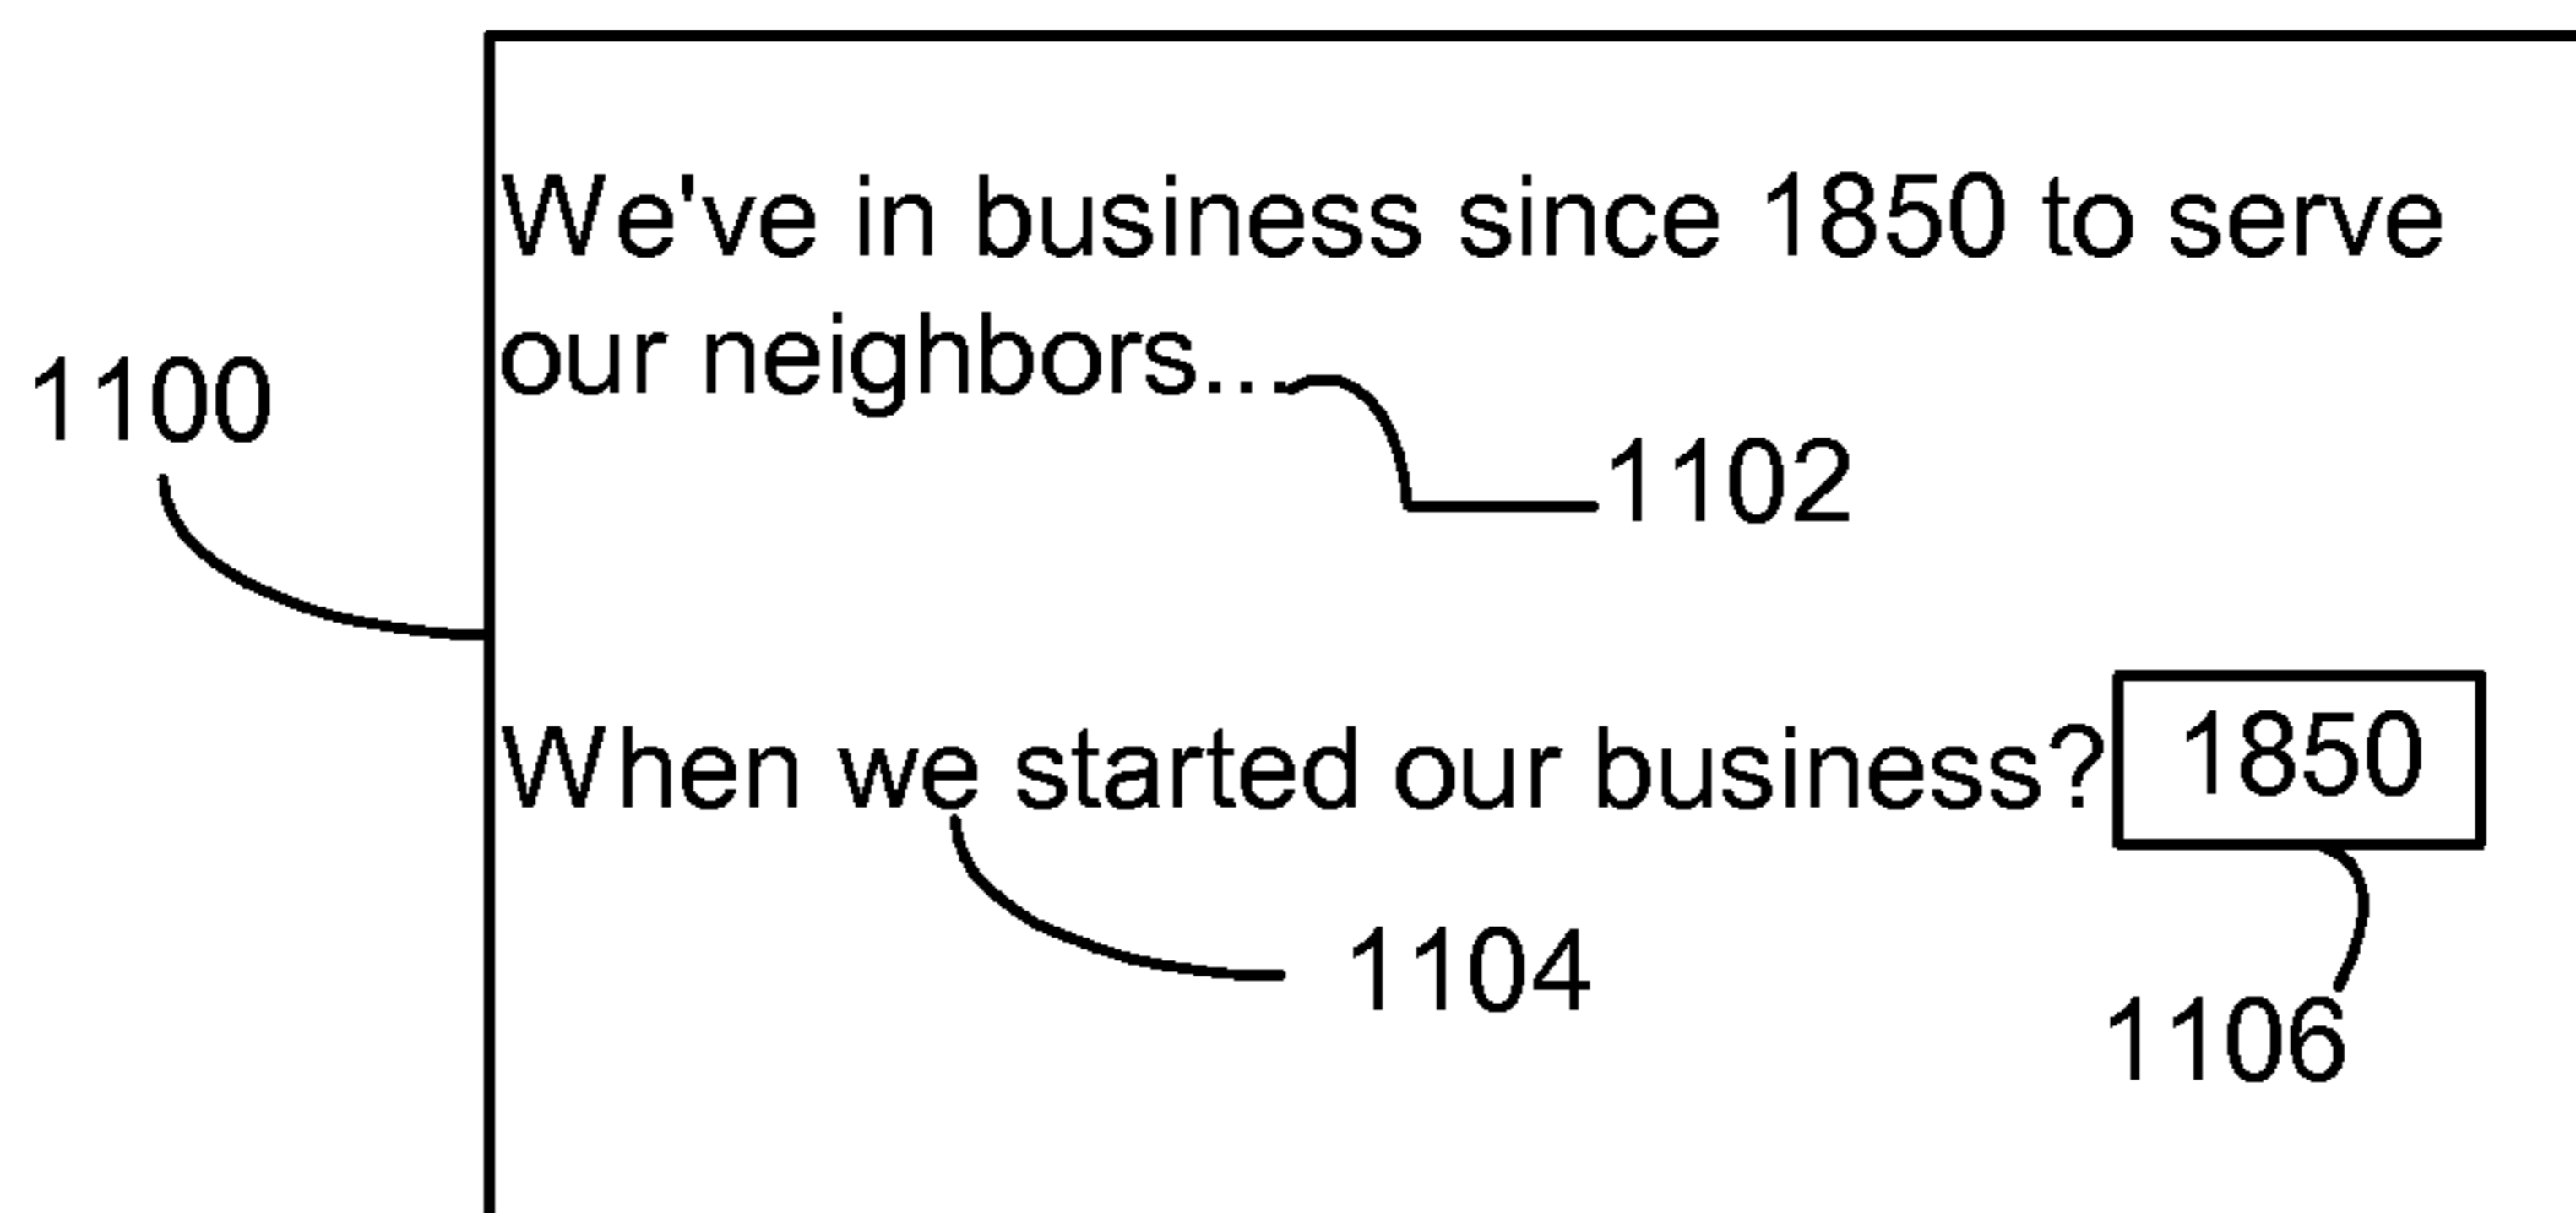 We've in business since 1850 to serve
our neighbors...
1100
1102
When we started our business? 1850
1104
1106